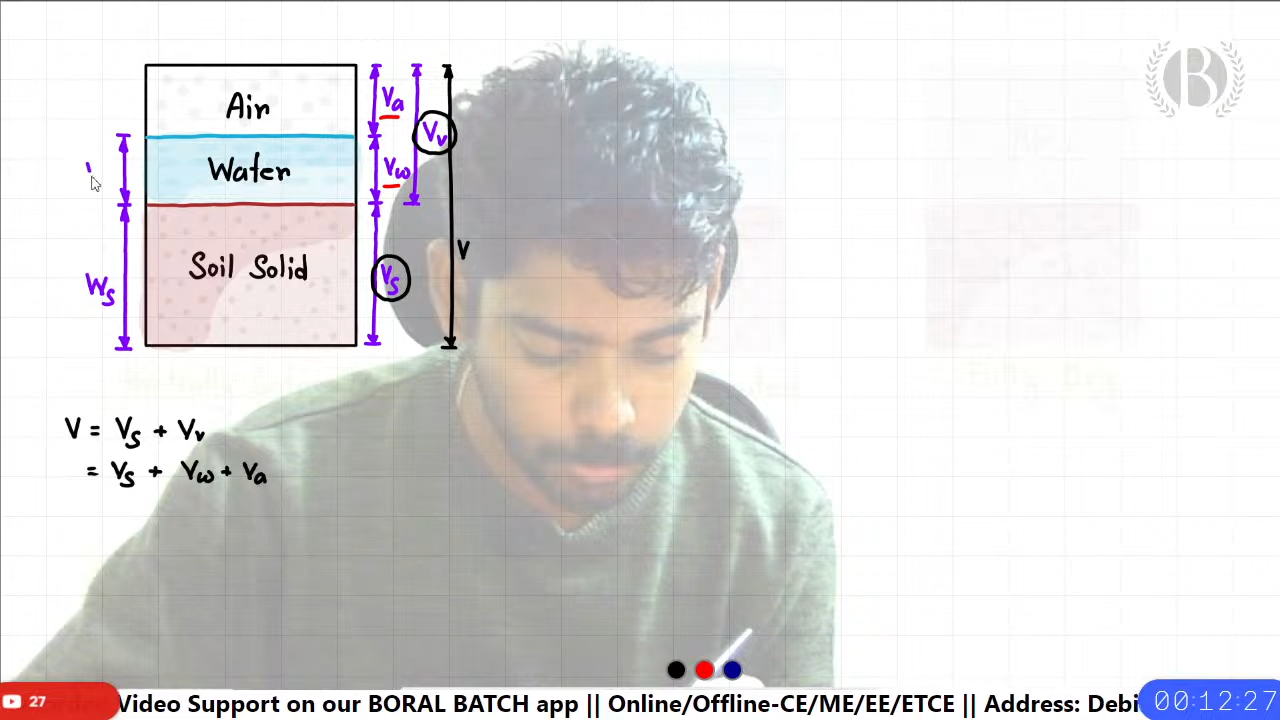 Air
Water
Soil Solid
Va
Vw
Vv
Vs
V
Ws
V = Vs + Vv
= Vs + Vw + Va
B
27
Video Support on our BORAL BATCH app || Online/Offline-CE/ME/EE/ETCE || Address: Debi
00:12:27